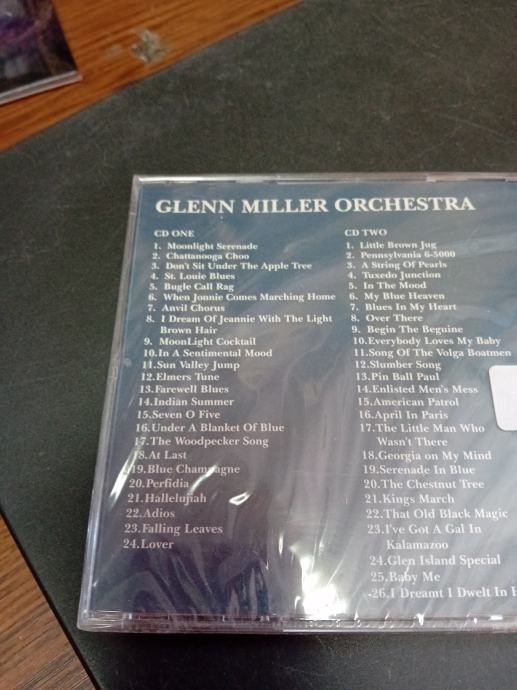 GLENN MILLER ORCHESTRA
CD ONE
1. Moonlight Serenade
2. Chattanooga Choo
3. Don't Sit Under The Apple Tree
4. St. Louie Blues
5. Bugle Call Rag
6. When Jonnie Comes Marching Home
7. Anvil Chorus
8. I Dream Of Jeannie With The Light
Brown Hair
9. MoonLight Cocktail
10.In A Sentimental Mood
11.Sun Valley Jump
12.Elmers Tune
13.Farewell Blues
14.Indian Summer
15.Seven O Five
16.Under A Blanket Of Blue
17.The Woodpecker Song
18.At Last
19.Blue Champagne
20.Perfidia
21.Hallelujiah
22.Adios
23.Falling Leaves
24.Lover
CD TWO
1. Little Brown Jug
2. Pennsylvania 6-5000
3. A String Of Pearls
4. Tuxedo Junction
5. In The Mood
6. My Blue Heaven
7. Blues In My Heart
8. Over There
9. Begin The Beguine
10.Everybody Loves My Baby
11.Song Of The Volga Boatmen
12.Slumber Song
13.Pin Ball Paul
14.Enlisted Men's Mess
15.American Patrol
16.April In Paris
17.The Little Man Who
Wasn't There
18.Georgia on My Mind
19.Serenade In Blue
20.The Chestnut Tree
21.Kings March
22.That Old Black Magic
23.I've Got A Gal In
Kalamazoo
24.Glen Island Special
25.Baby Me
26.I Dreamt I Dwelt In